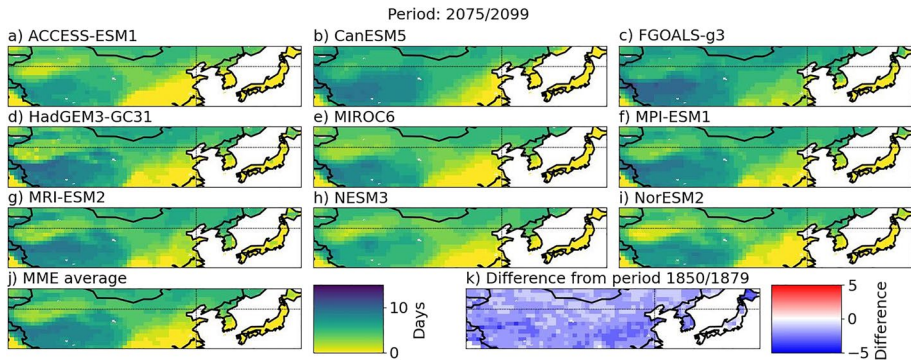 Period: 2075/2099
a) ACCESS-ESM1
b) CanESM5
c) FGOALS-g3
d) HadGEM3-GC31
e) MIROC6
f) MPI-ESM1
g) MRI-ESM2
h) NESM3
i) NorESM2
j) MME average
10
0
Days
k) Difference from period 1850/1879
5
0
−5
Difference